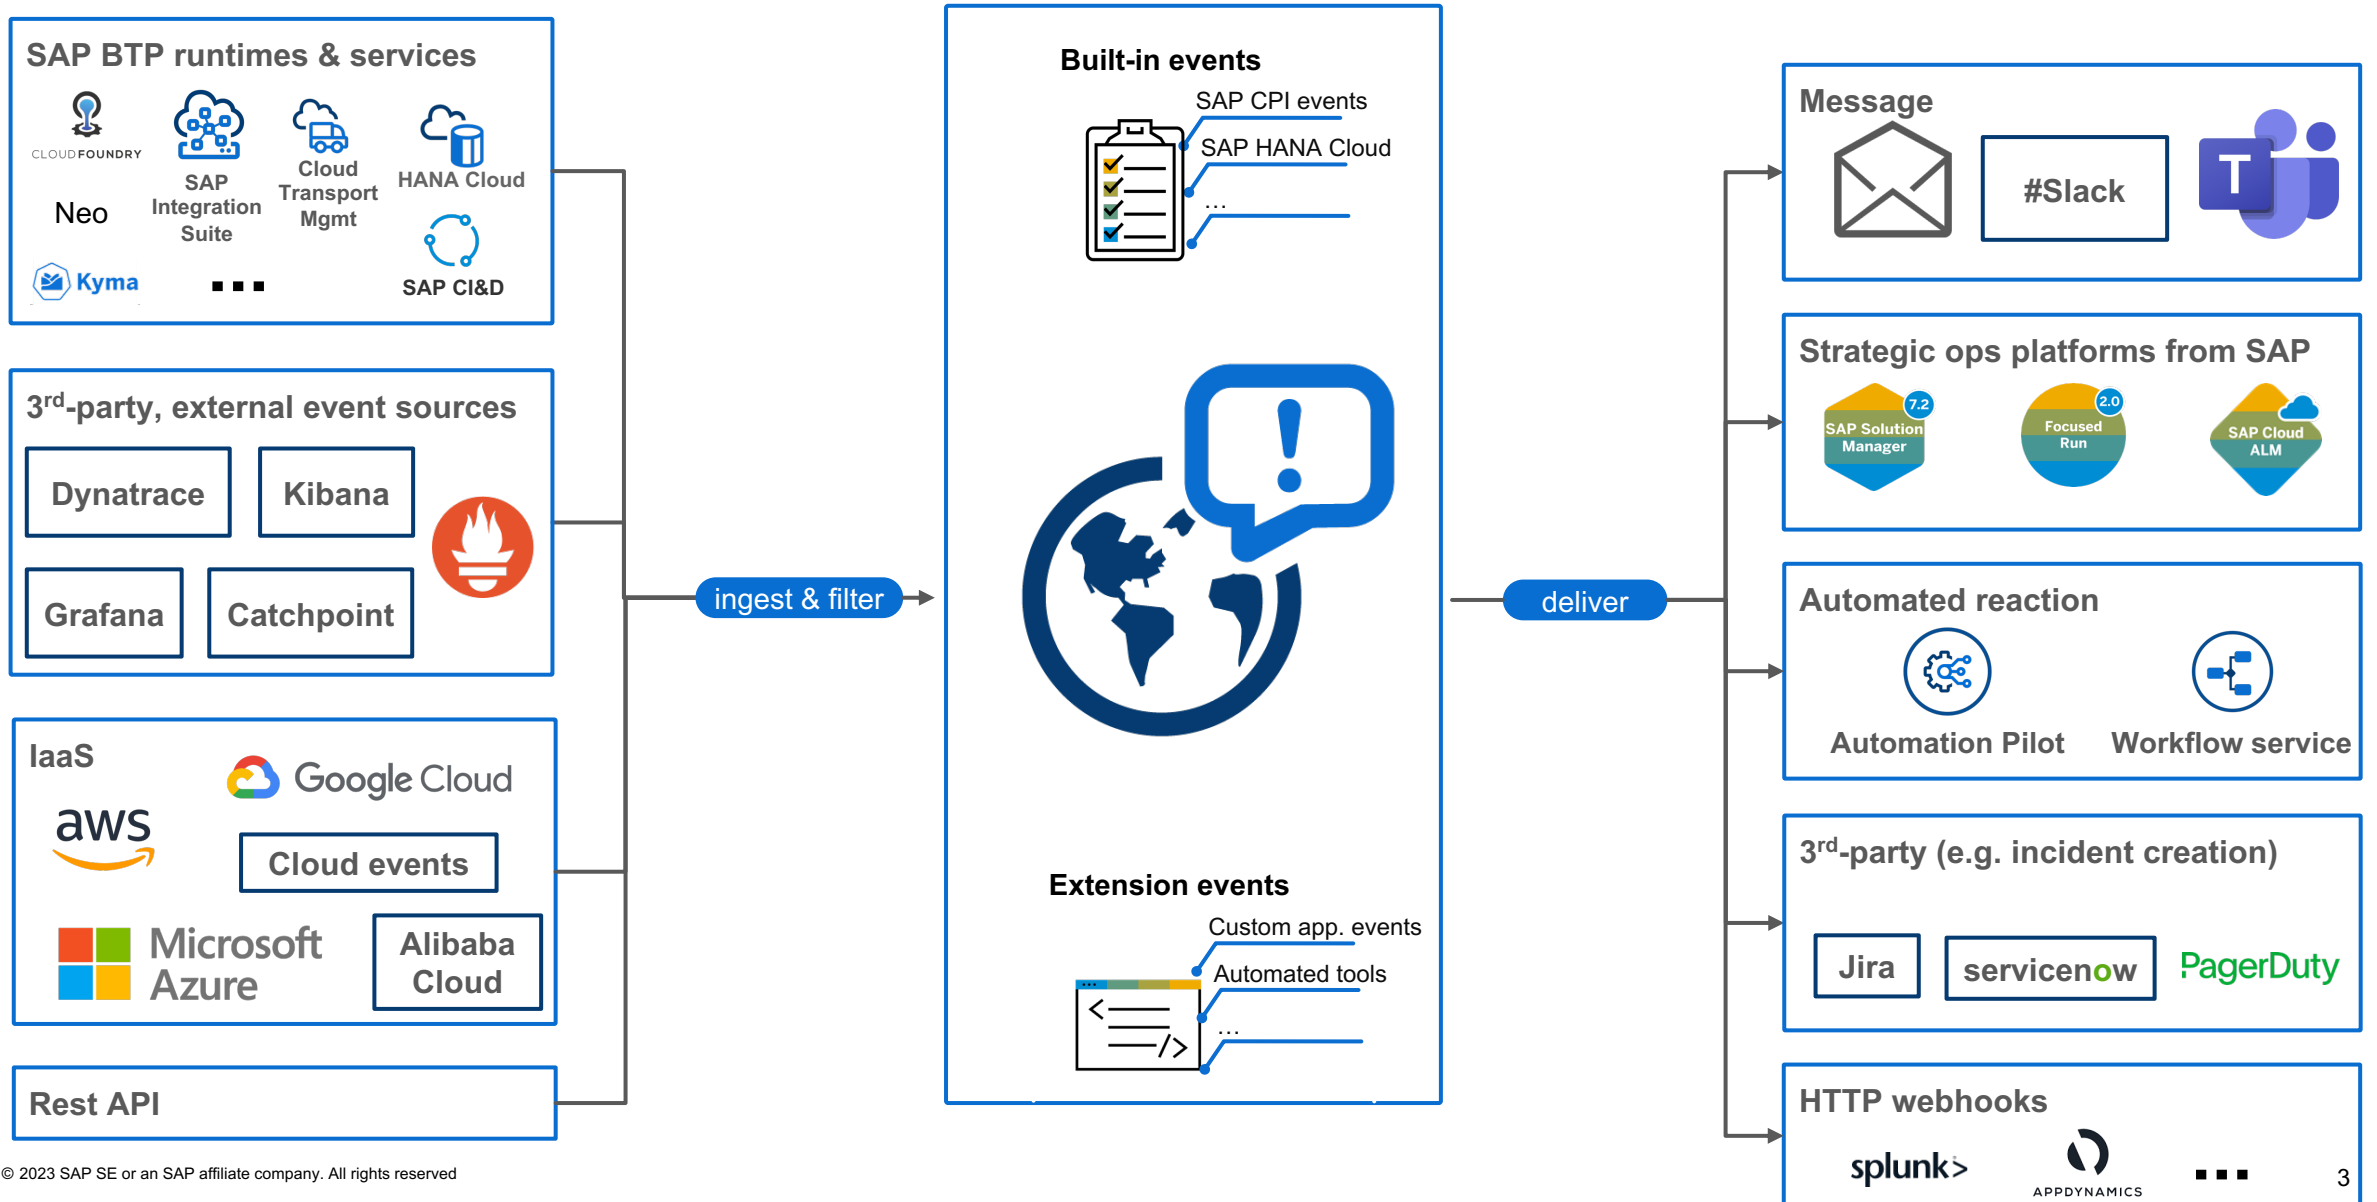 SAP BTP runtimes & services
CLOUDFOUNDRY
SAP
Integration
Suite
Cloud
Transport
Mgmt
HANA Cloud
Neo
Kyma
...
SAP CI&D
3rd-party, external event sources
Dynatrace
Kibana
Grafana
Catchpoint
IaaS
Google Cloud
aws
Cloud events
Microsoft
Azure
Alibaba
Cloud
Rest API
ingest & filter
Built-in events
SAP CPI events
SAP HANA Cloud
...
!
Extension events
Custom app. events
Automated tools
...
< />
deliver
Message
#Slack
T
Strategic ops platforms from SAP
7.2
SAP Solution
Manager
2.0
Focused
Run
SAP Cloud
ALM
Automated reaction
Automation Pilot
Workflow service
3rd-party (e.g. incident creation)
Jira
servicenow
PagerDuty
HTTP webhooks
splunk>
APPDYNAMICS
...
© 2023 SAP SE or an SAP affiliate company. All rights reserved
3